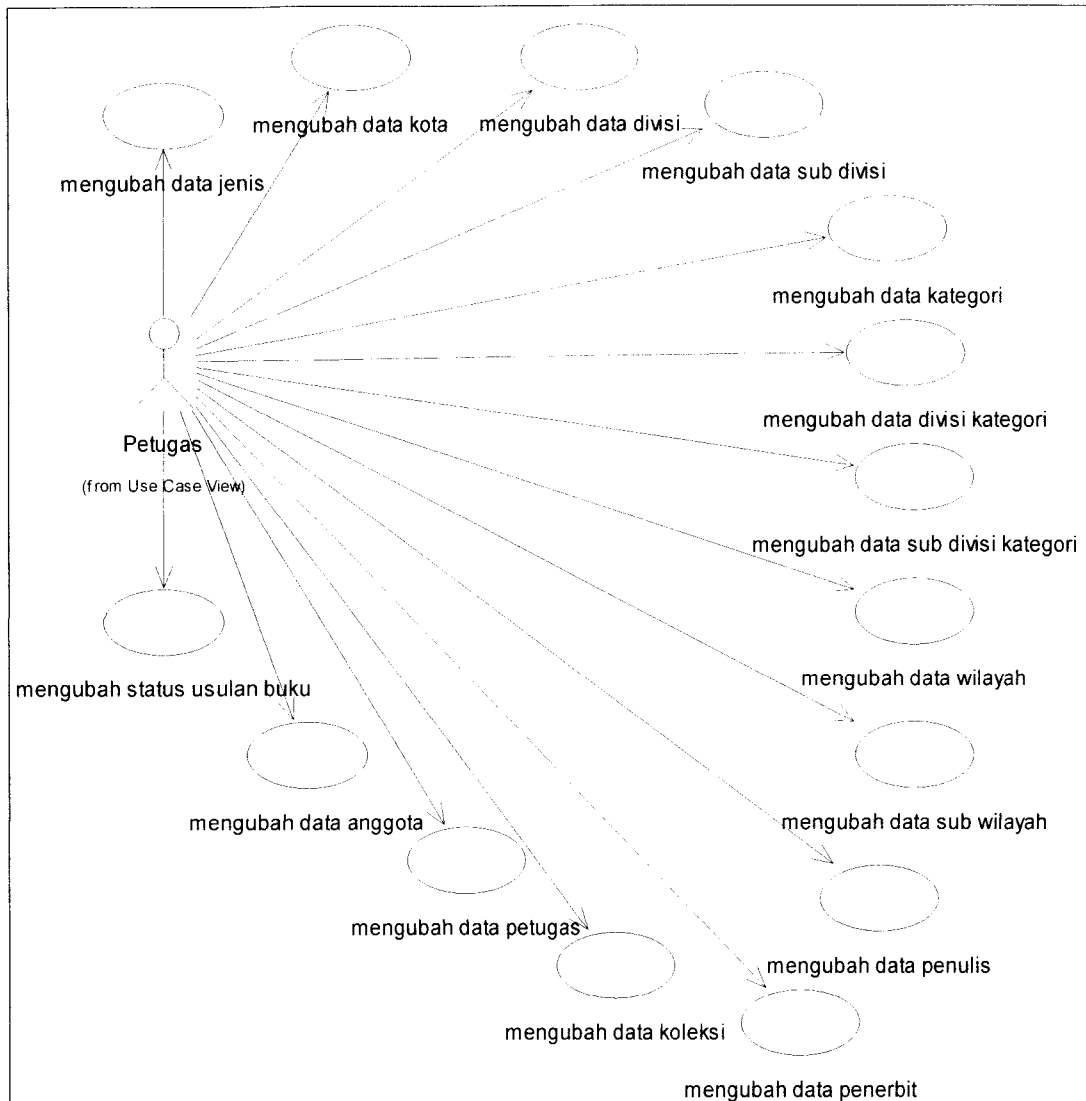 mengubah data kota
mengubah data divisi
mengubah data sub divisi
mengubah data jenis
mengubah data kategori
mengubah data divisi kategori
Petugas
(from Use Case View)
mengubah data sub divisi kategori
mengubah data wilayah
mengubah status usulan buku
mengubah data anggota
mengubah data sub wilayah
mengubah data petugas
mengubah data penulis
mengubah data koleksi
mengubah data penerbit